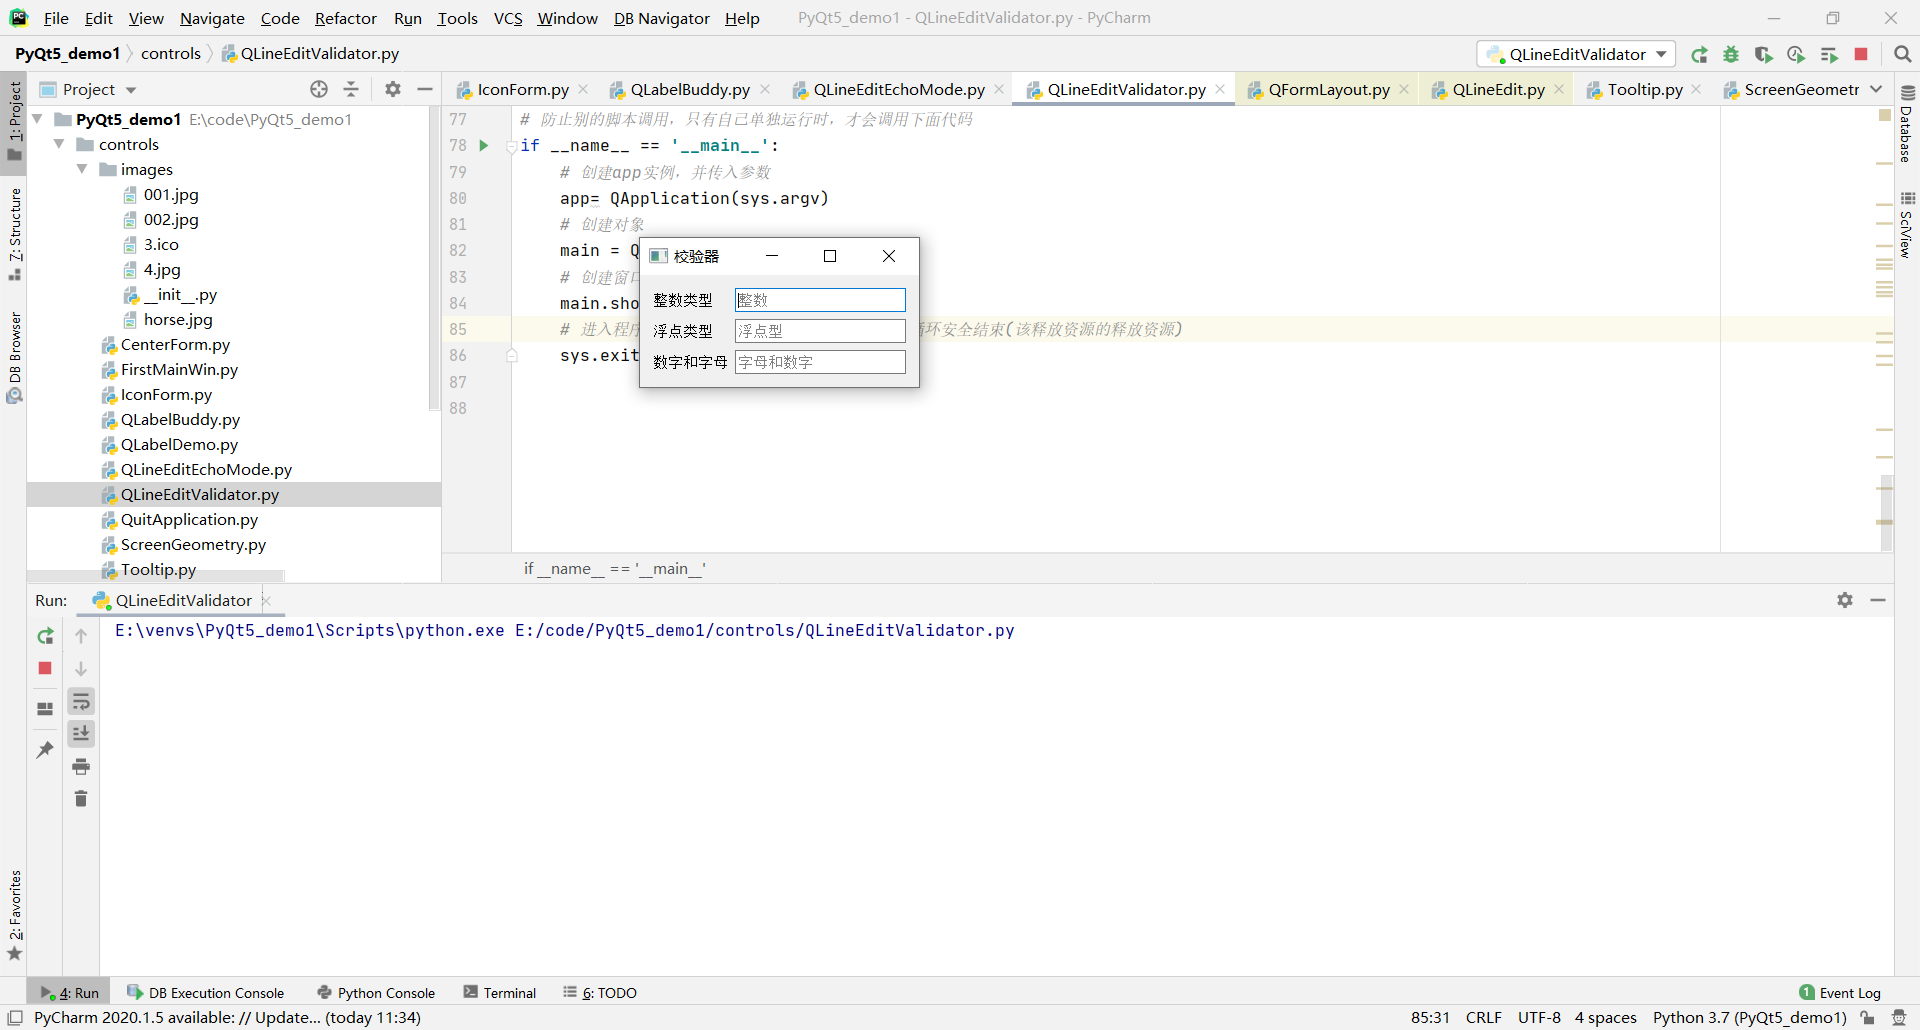 File Edit View Navigate Code Refactor Run Tools VCS Window DB Navigator Help PyQt5_demo1 - QLineEditValidator.py - PyCharm
PyQt5_demo1 controls QLineEditValidator.py QLineEditValidator
Project
IconForm.py QLabelBuddy.py QLineEditEchoMode.py QLineEditValidator.py QFormLayout.py QLineEdit.py Tooltip.py ScreenGeometr
1: Project
7: Structure
DB Browser
2: Favorites
PyQt5_demo1 E:\code\PyQt5_demo1
controls
images
001.jpg
002.jpg
3.ico
4.jpg
__init__.py
horse.jpg
CenterForm.py
FirstMainWin.py
IconForm.py
QLabelBuddy.py
QLabelDemo.py
QLineEditEchoMode.py
QLineEditValidator.py
QuitApplication.py
ScreenGeometry.py
Tooltip.py
77 # 防止别的脚本调用，只有自己单独运行时，才会调用下面代码
78 if __name__ == '__main__':
79 # 创建app实例，并传入参数
80 app= QApplication(sys.argv)
81 # 创建对象
82 main = Q
83 # 创建窗口
84 main.sho
85 # 进入程序 循环安全结束(该释放资源的释放资源)
86 sys.exit
87
88
校验器
整数类型 整数
浮点类型 浮点型
数字和字母 字母和数字
if __name__ == '__main__'
Database
SciView
Run: QLineEditValidator
E:\venvs\PyQt5_demo1\Scripts\python.exe E:/code/PyQt5_demo1/controls/QLineEditValidator.py
4: Run DB Execution Console Python Console Terminal 6: TODO 1 Event Log
PyCharm 2020.1.5 available: // Update... (today 11:34) 85:31 CRLF UTF-8 4 spaces Python 3.7 (PyQt5_demo1)